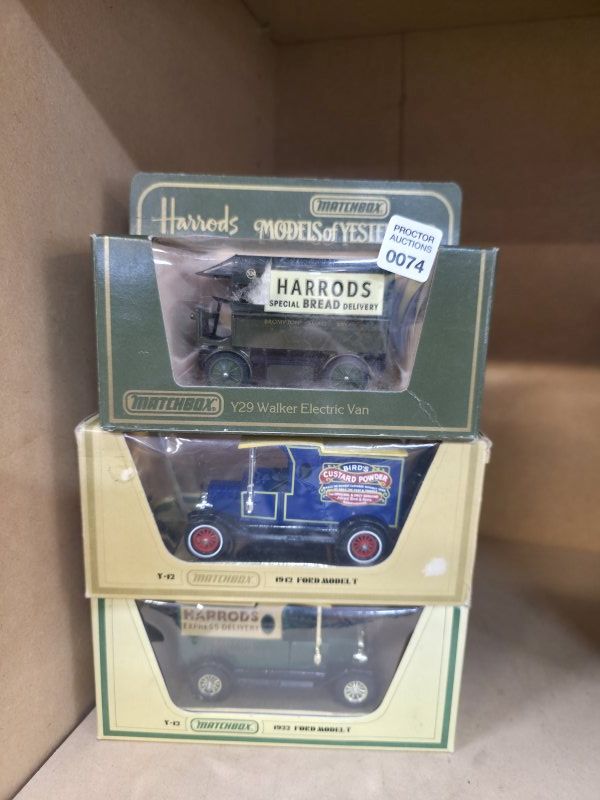 MATCHBOX
Harrods MODELS of YESTE
PROCTOR
AUCTIONS
0074
HARRODS
SPECIAL BREAD DELIVERY
MATCHBOX Y29 Walker Electric Van
BIRD'S
CUSTARD POWDER
Y-12 MATCHBOX 1912 FORD MODEL T
HARRODS
EXPRESS DELIVERY
MATCHBOX FORD MODEL T